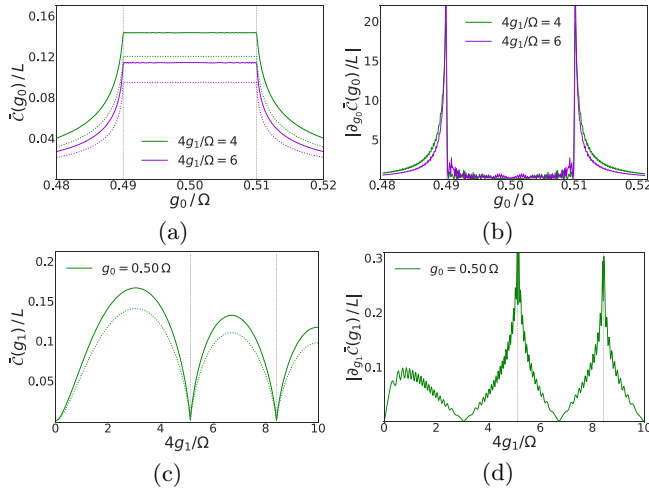 0.16
0.12
0.08
0.04
C̄(g₀)/L
4g₁/Ω = 4
4g₁/Ω = 6
0.48 0.49 0.50 0.51 0.52
g₀/Ω
(a)
20
15
10
5
|∂g₀C̄(g₀)/L|
4g₁/Ω = 4
4g₁/Ω = 6
0.48 0.49 0.50 0.51 0.52
g₀/Ω
(b)
0.2
0.15
0.1
0.05
C̄(g₁)/L
g₀ = 0.50 Ω
0 2 4 6 8 10
4g₁/Ω
(c)
0.3
0.2
0.1
|∂g₁C̄(g₁)/L|
g₀ = 0.50 Ω
0 2 4 6 8 10
4g₁/Ω
(d)